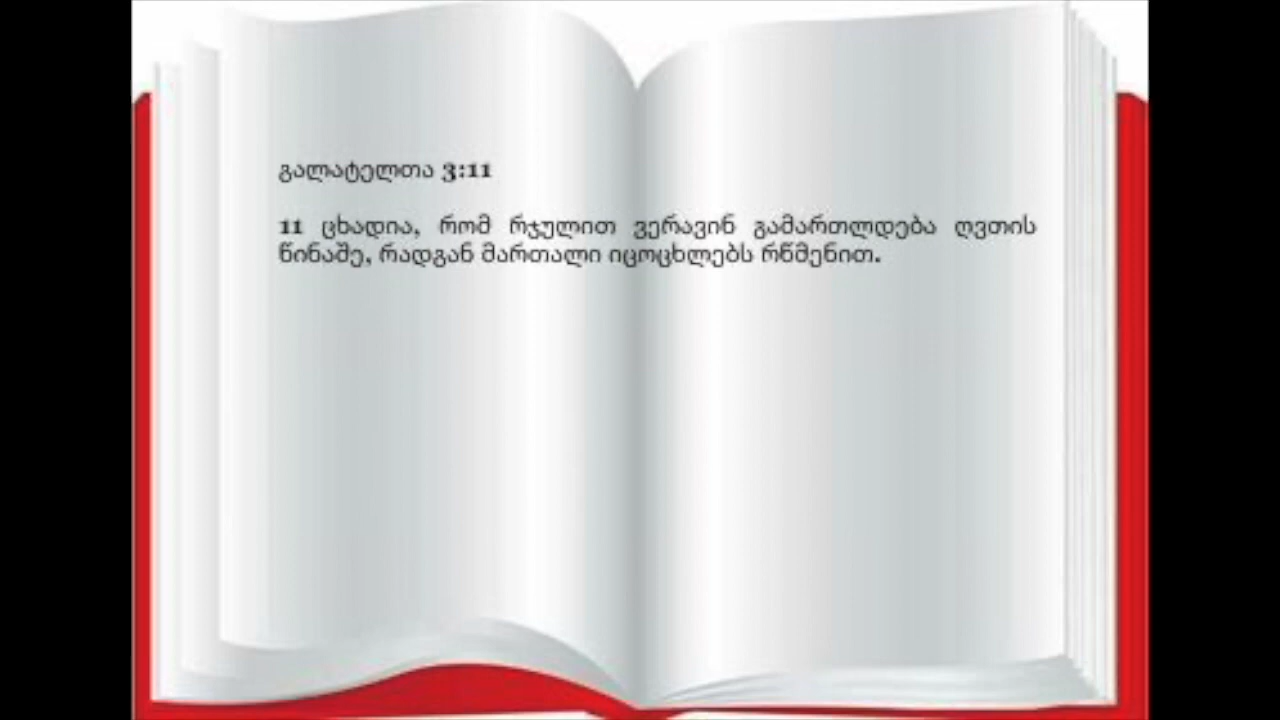 გალატელთა 3:11
11 ცხადია, რომ რჯულით ვერავინ გამართლდება ღვთის
წინაშე, რადგან მართალი იცოცხლებს რწმენით.